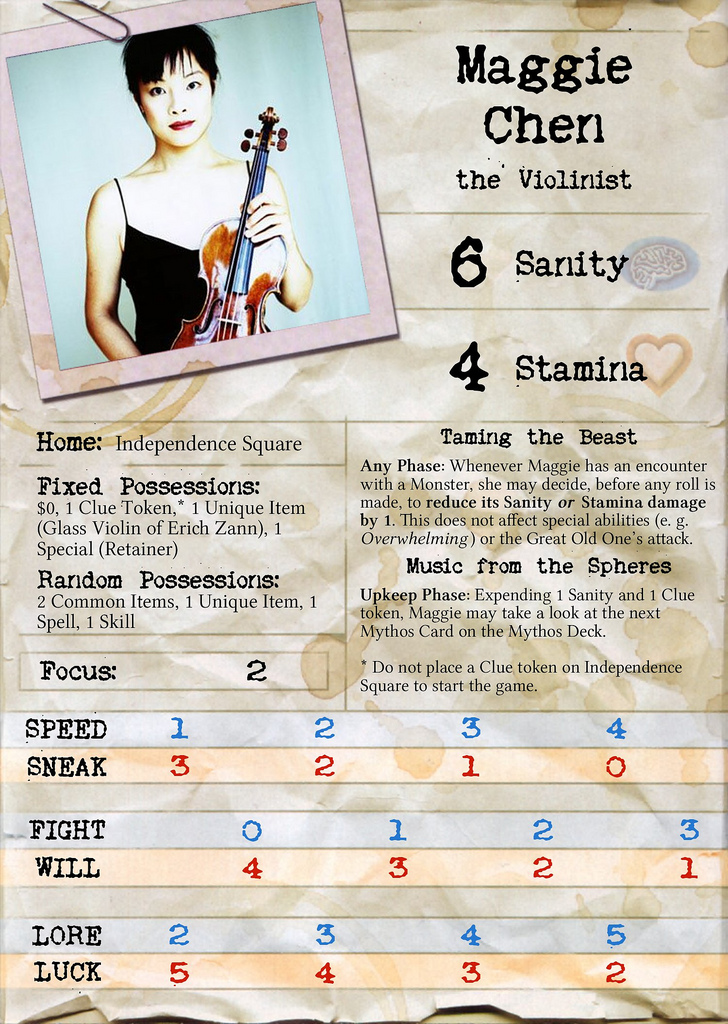 Maggie
Chen
the Violinist
6 Sanity
4 Stamina
Home: Independence Square
Fixed Possessions:
$0, 1 Clue Token,* 1 Unique Item
(Glass Violin of Erich Zann), 1
Special (Retainer)
Random Possessions:
2 Common Items, 1 Unique Item, 1
Spell, 1 Skill
Focus: 2
Taming the Beast
Any Phase: Whenever Maggie has an encounter
with a Monster, she may decide, before any roll is
made, to reduce its Sanity or Stamina damage
by 1. This does not affect special abilities (e. g.
Overwhelming) or the Great Old One's attack.
Music from the Spheres
Upkeep Phase: Expending 1 Sanity and 1 Clue
token, Maggie may take a look at the next
Mythos Card on the Mythos Deck.
* Do not place a Clue token on Independence
Square to start the game.
SPEED 1 2 3 4
SNEAK 3 2 1 0
FIGHT 0 1 2 3
WILL 4 3 2 1
LORE 2 3 4 5
LUCK 5 4 3 2